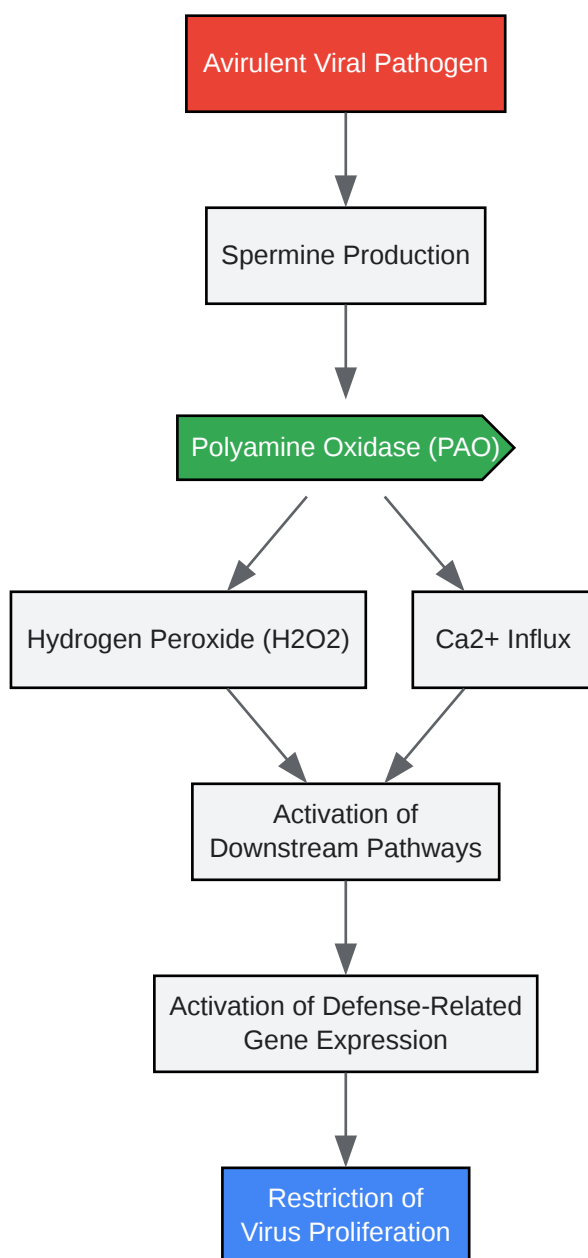 Avirulent Viral Pathogen
Spermine Production
Polyamine Oxidase (PAO)
Hydrogen Peroxide (H2O2)
Ca2+ Influx
Activation of
Downstream Pathways
Activation of Defense-Related
Gene Expression
Restriction of
Virus Proliferation